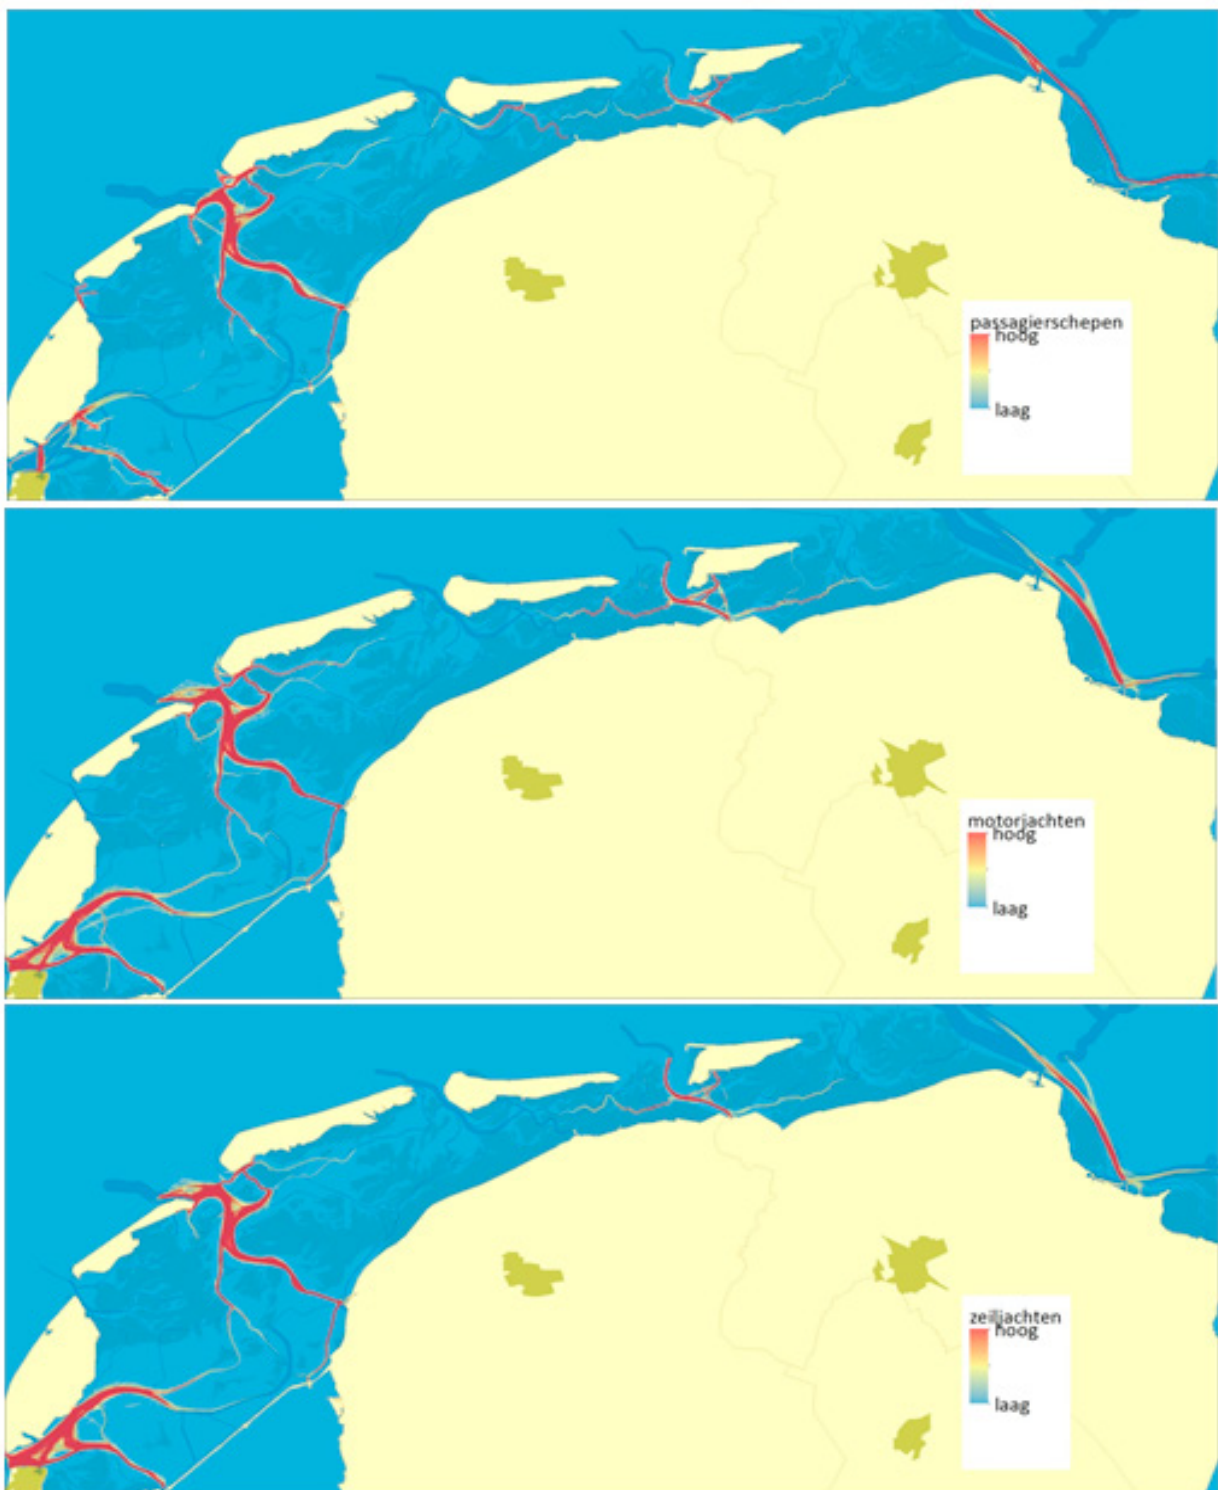 passagierschepen
hoog
laag
motorjachten
hoog
laag
zeiljachten
hoog
laag